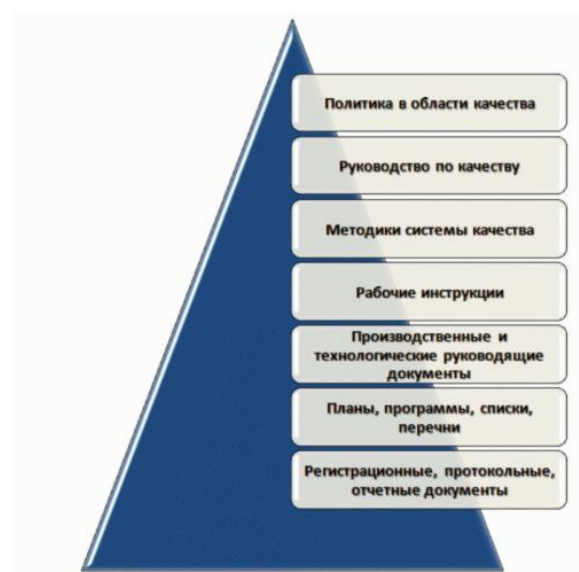 Политика в области качества
Руководство по качеству
Методики системы качества
Рабочие инструкции
Производственные и
технологические руководящие
документы
Планы, программы, списки,
перечни
Регистрационные, протокольные,
отчетные документы